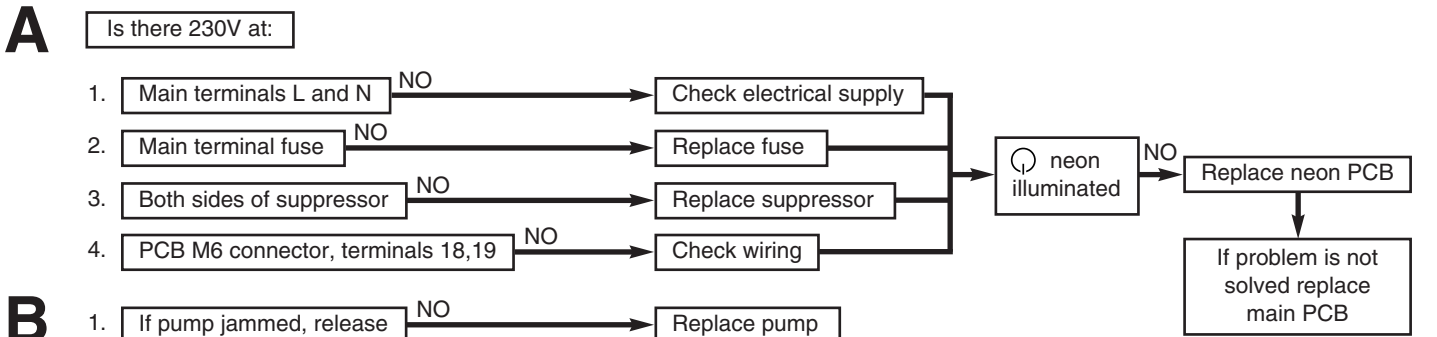 A
Is there 230V at:
1. Main terminals L and N NO Check electrical supply
2. Main terminal fuse NO Replace fuse
neon
illuminated
NO
Replace neon PCB
3. Both sides of suppressor NO Replace suppressor
4. PCB M6 connector, terminals 18,19 NO Check wiring
If problem is not
solved replace
main PCB
B
1. If pump jammed, release NO Replace pump